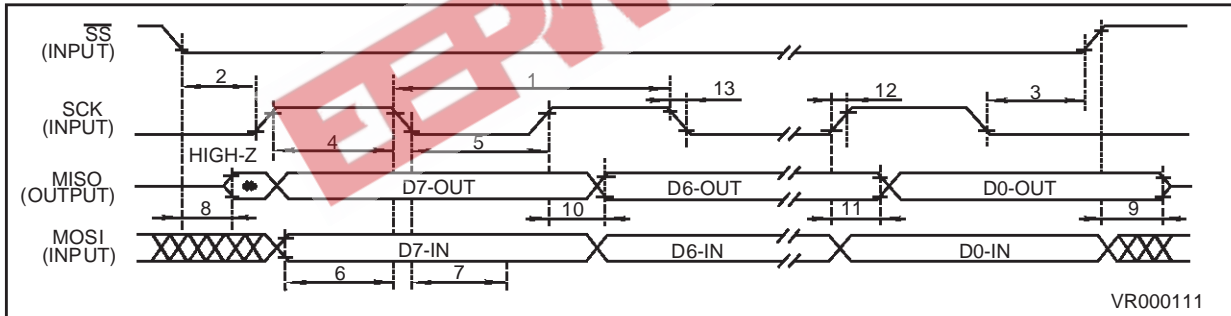 SS
(INPUT)
2
1
13
12
3
SCK
(INPUT)
4
5
HIGH-Z
MISO
(OUTPUT)
D7-OUT
D6-OUT
D0-OUT
8
10
11
9
MOSI
(INPUT)
D7-IN
D6-IN
D0-IN
6
7
VR000111